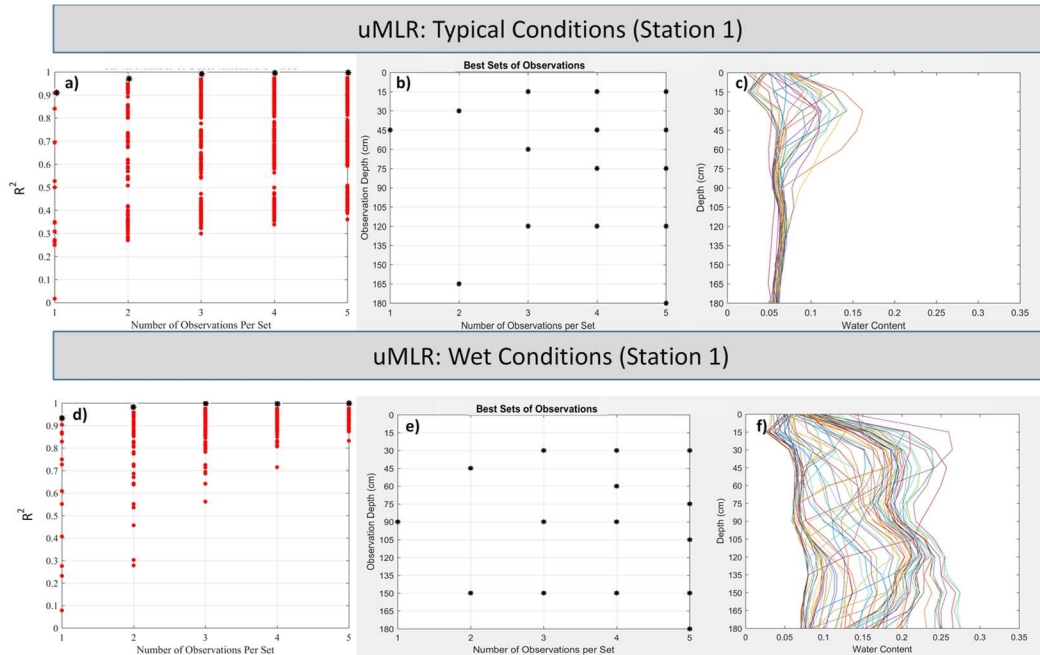 uMLR: Typical Conditions (Station 1)
a)
1
0.9
0.8
0.7
0.6
0.5
0.4
0.3
0.2
0.1
0
R²
1 2 3 4 5
Number of Observations Per Set
Best Sets of Observations
b)
0
15
30
45
60
75
90
105
120
135
150
165
180
Observation Depth (cm)
1 2 3 4 5
Number of Observations per Set
c)
0
15
30
45
60
75
90
105
120
135
150
165
180
Depth (cm)
0 0.05 0.1 0.15 0.2 0.25 0.3 0.35
Water Content
uMLR: Wet Conditions (Station 1)
d)
1
0.9
0.8
0.7
0.6
0.5
0.4
0.3
0.2
0.1
0
R²
1 2 3 4 5
Number of Observations Per Set
Best Sets of Observations
e)
0
15
30
45
60
75
90
105
120
135
150
165
180
Observation Depth (cm)
1 2 3 4 5
Number of Observations per Set
f)
0
15
30
45
60
75
90
105
120
135
150
165
180
Depth (cm)
0 0.05 0.1 0.15 0.2 0.25 0.3 0.35
Water Content